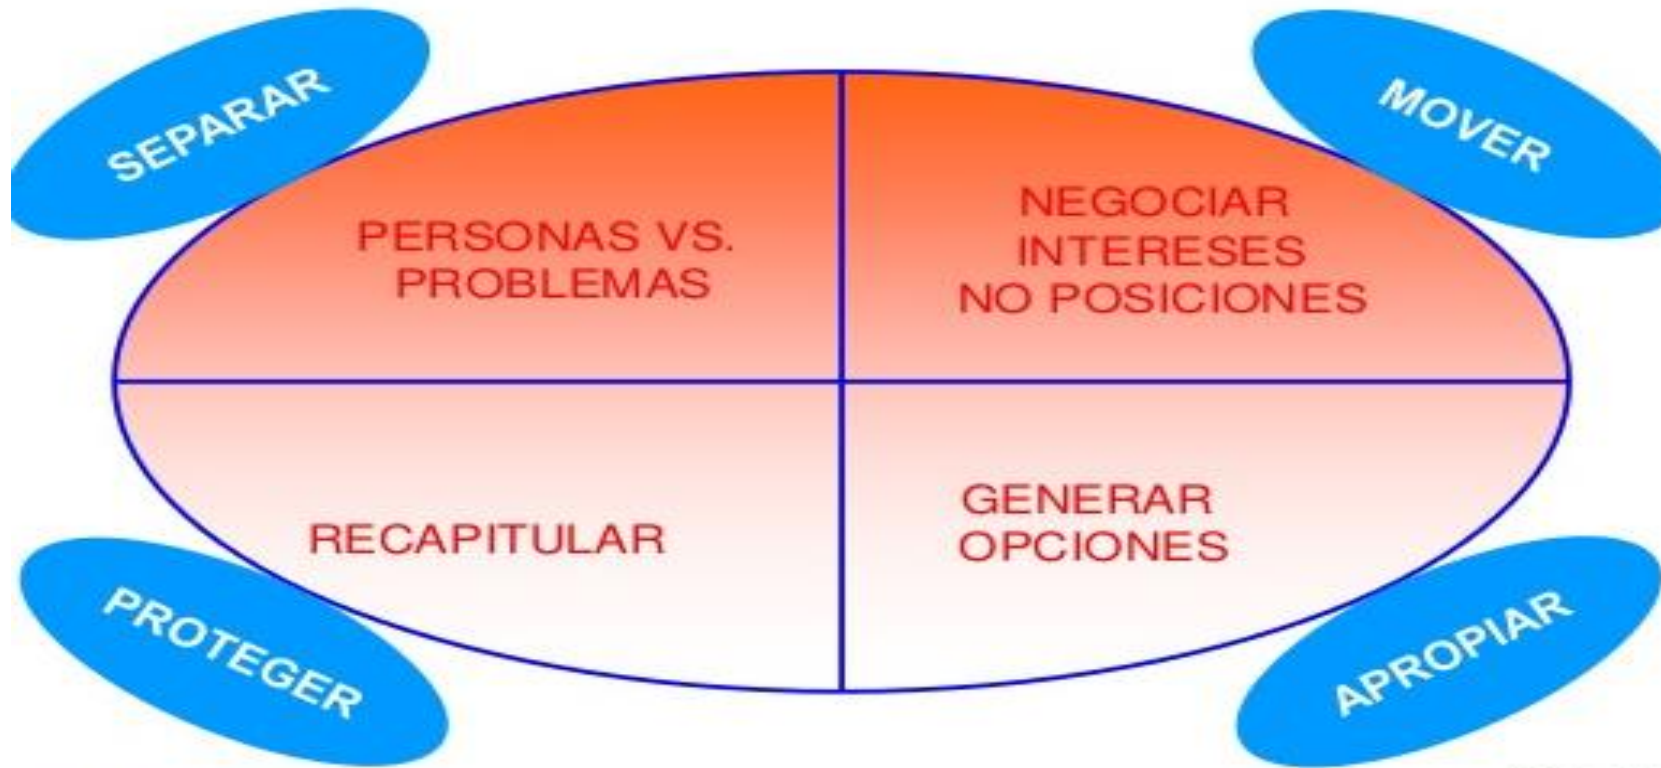 SEPARAR
MOVER
PERSONAS VS.
PROBLEMAS
NEGOCIAR
INTERESES
NO POSICIONES
RECAPITULAR
GENERAR
OPCIONES
PROTEGER
APROPIAR